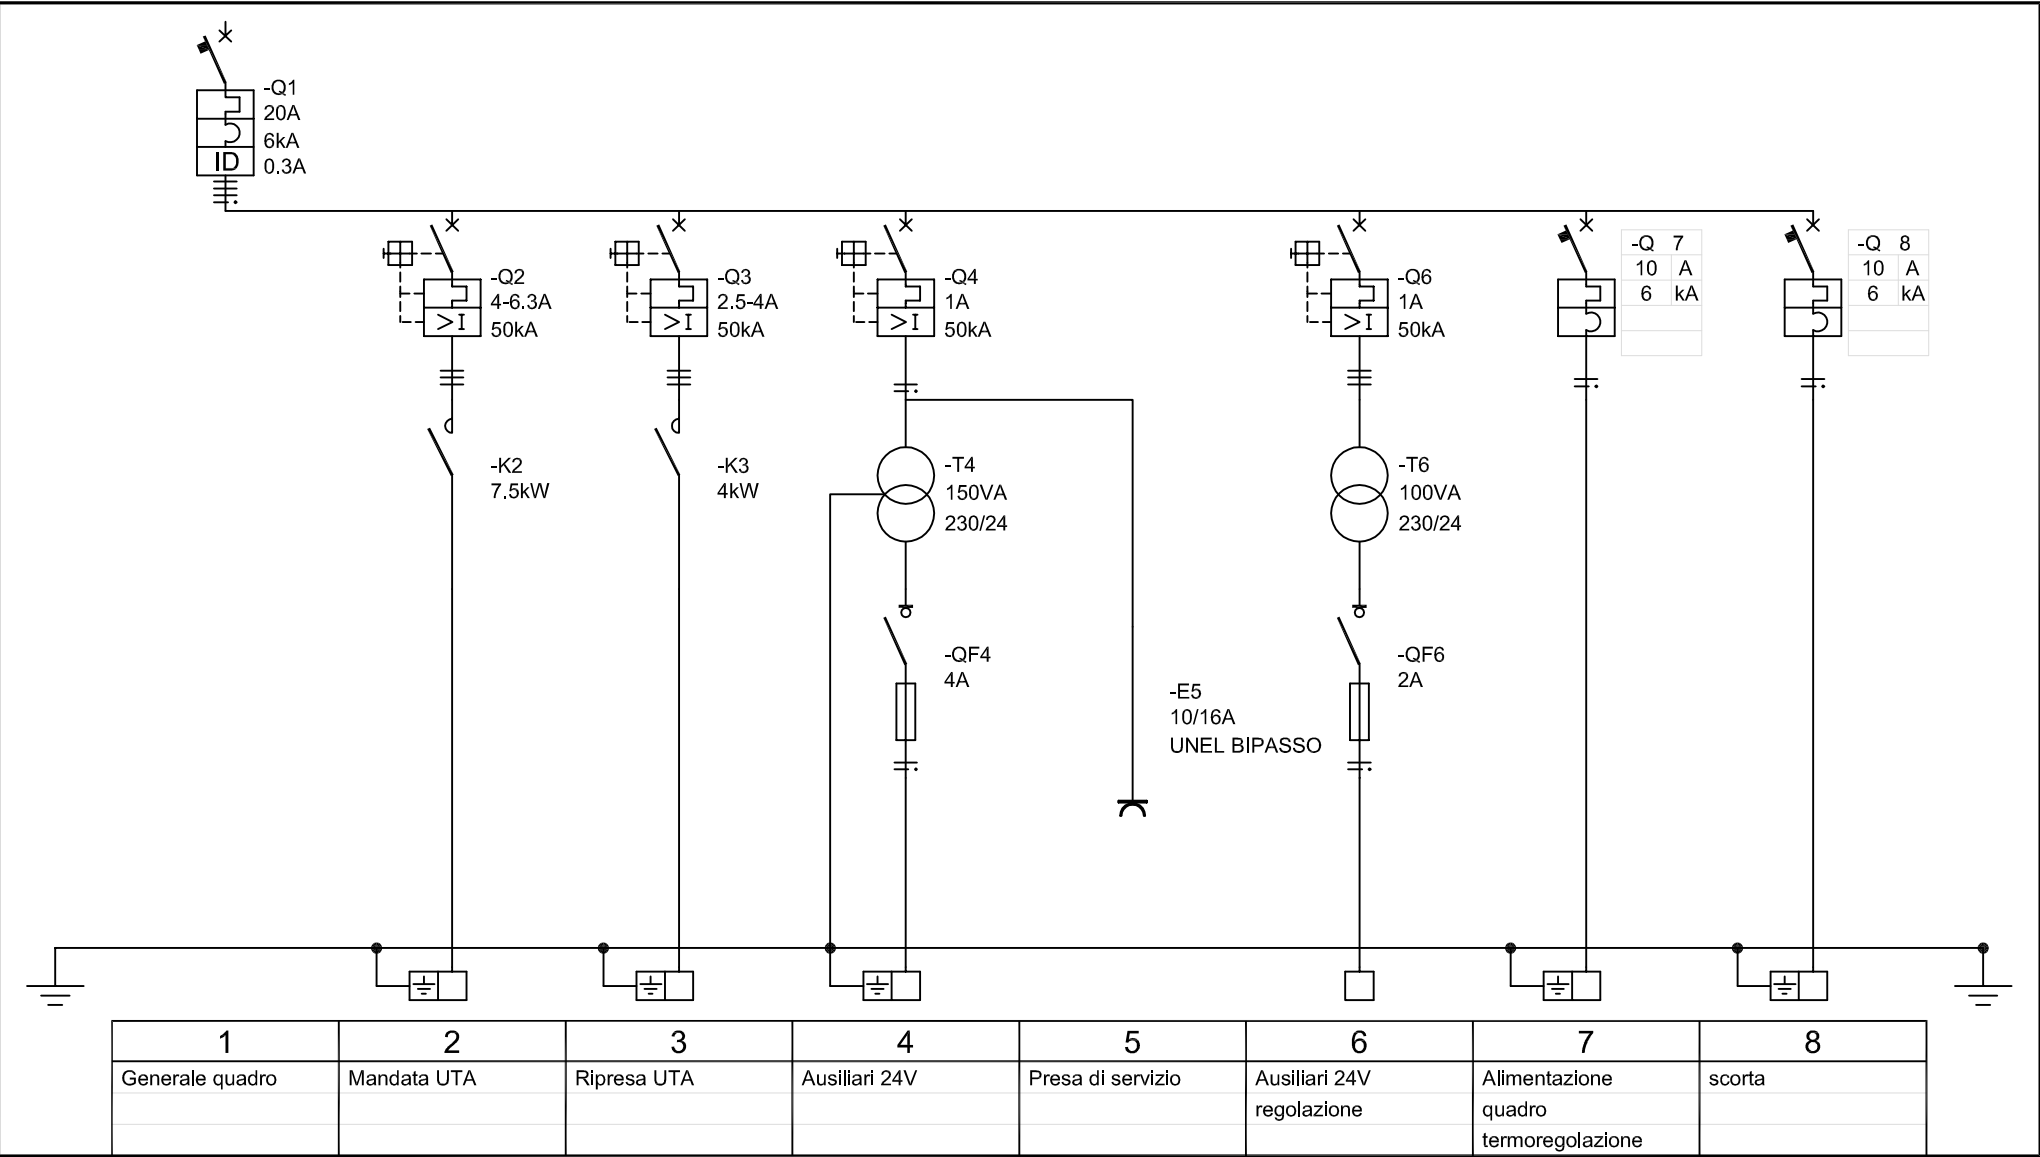 -Q1
20A
6kA
0.3A
ID
-Q2
4-6.3A
50kA
>I
-Q3
2.5-4A
50kA
>I
-Q4
1A
50kA
>I
-Q6
1A
50kA
>I
-Q 7
10 A
6 kA
-Q 8
10 A
6 kA
-K2
7.5kW
-K3
4kW
-T4
150VA
230/24
-T6
100VA
230/24
-QF4
4A
-E5
10/16A
UNEL BIPASSO
-QF6
2A
1 2 3 4 5 6 7 8
Generale quadro
Mandata UTA
Ripresa UTA
Ausiliari 24V
Presa di servizio
Ausiliari 24V
regolazione
Alimentazione
quadro
termoregolazione
scorta